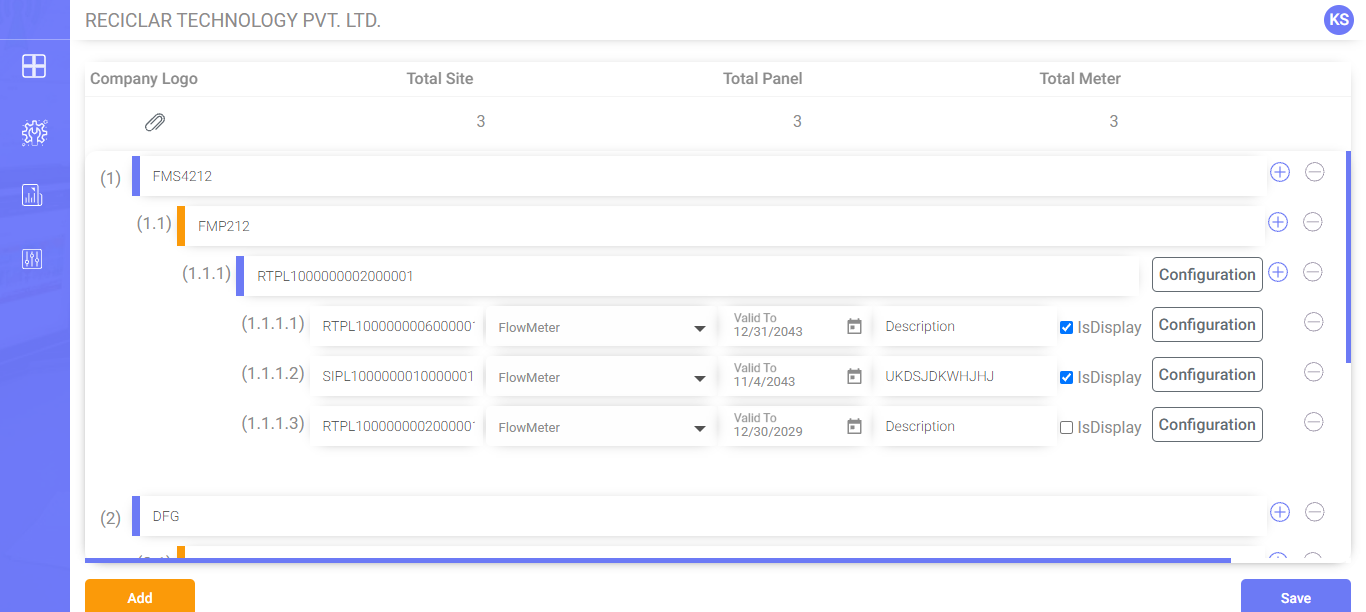 RECICLAR TECHNOLOGY PVT. LTD.
KS
Company Logo Total Site Total Panel Total Meter
3 3 3
(1) FMS4212
(1.1) FMP212
(1.1.1) RTPL1000000002000001 Configuration
(1.1.1.1) RTPL100000000600000 FlowMeter Valid To 12/31/2043 Description IsDisplay Configuration
(1.1.1.2) SIPL1000000010000001 FlowMeter Valid To 11/4/2043 UKDSJDKWHJHJ IsDisplay Configuration
(1.1.1.3) RTPL100000000200000 FlowMeter Valid To 12/30/2029 Description IsDisplay Configuration
(2) DFG
Add Save